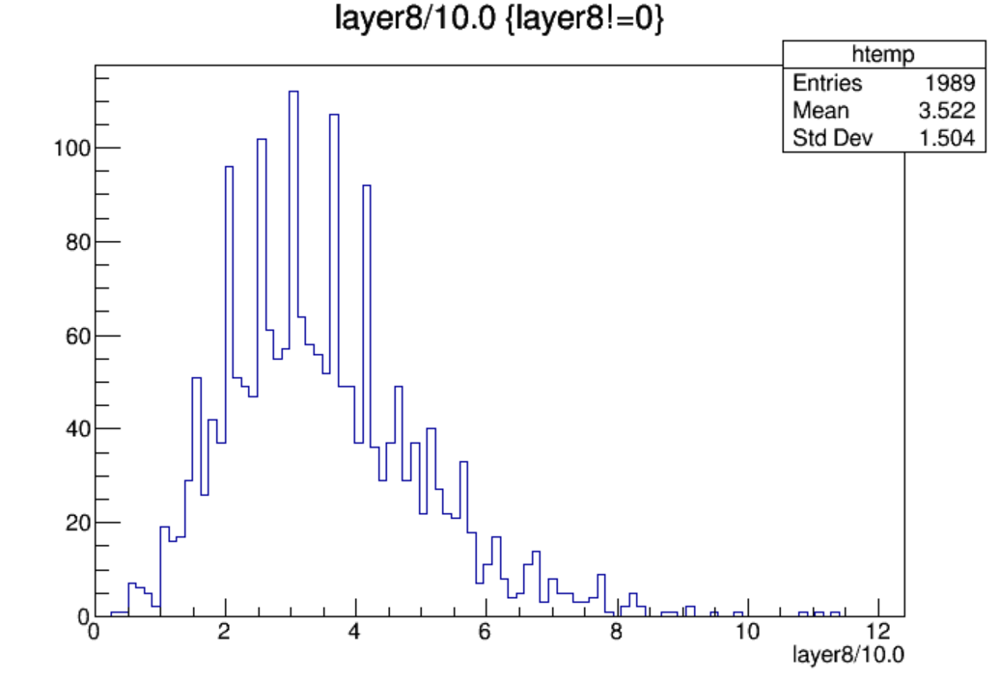 layer8/10.0 {layer8!=0}
htemp
Entries 1989
Mean 3.522
Std Dev 1.504
100
80
60
40
20
0
0 2 4 6 8 10 12
layer8/10.0